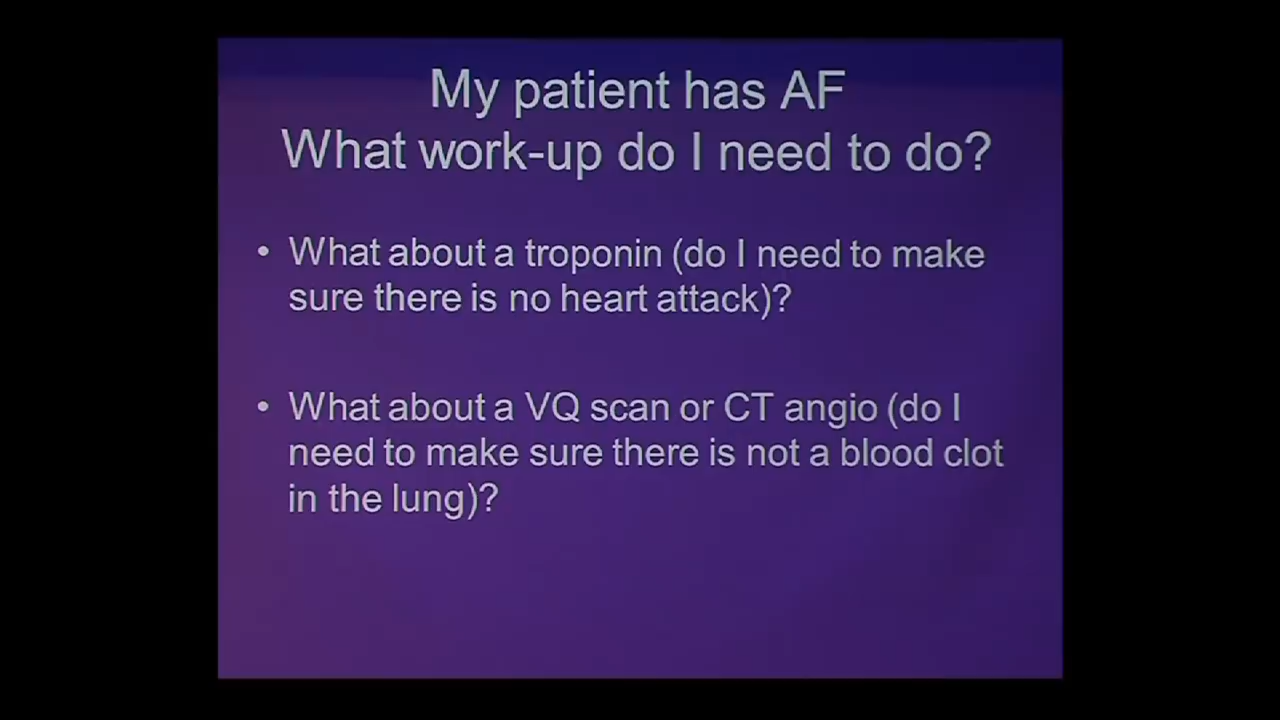 My patient has AF
What work-up do I need to do?
• What about a troponin (do I need to make
sure there is no heart attack)?
• What about a VQ scan or CT angio (do I
need to make sure there is not a blood clot
in the lung)?